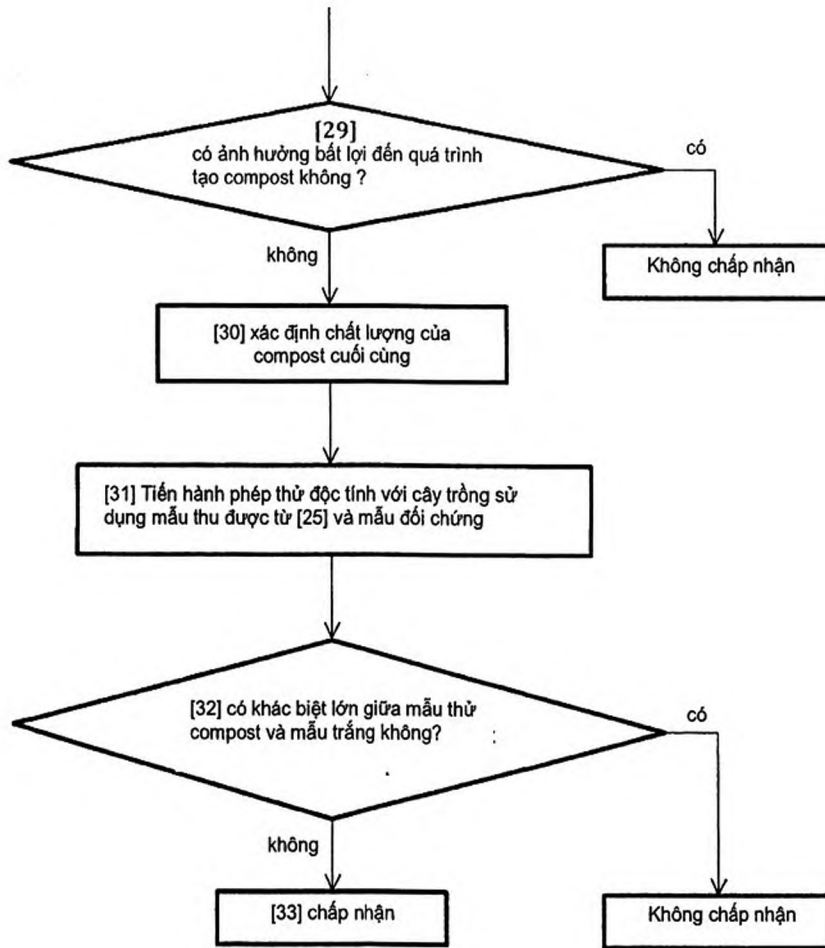 [29]
có ảnh hưởng bất lợi đến quá trình
tạo compost không ?
có
không
Không chấp nhận
[30] xác định chất lượng của
compost cuối cùng
[31] Tiến hành phép thử độc tính với cây trồng sử
dụng mẫu thu được từ [25] và mẫu đối chứng
[32] có khác biệt lớn giữa mẫu thử
compost và mẫu trắng không?
có
không
[33] chấp nhận
Không chấp nhận